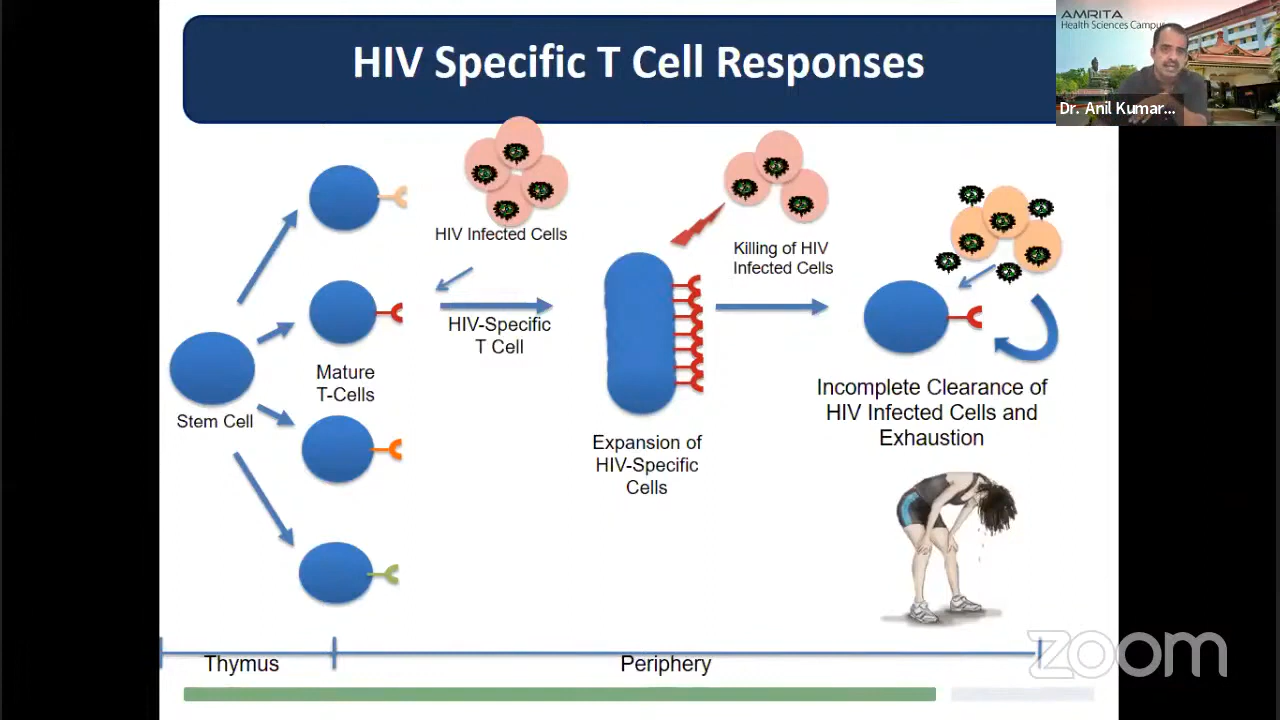 HIV Specific T Cell Responses
AMRITA
Health Sciences Campus
Dr. Anil Kumar...
HIV Infected Cells
Killing of HIV
Infected Cells
HIV-Specific
T Cell
Mature
T-Cells
Stem Cell
Expansion of
HIV-Specific
Cells
Incomplete Clearance of
HIV Infected Cells and
Exhaustion
Thymus
Periphery
zoom